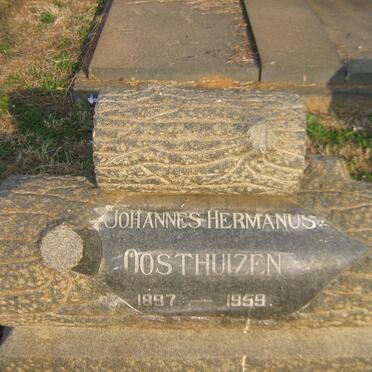 JOHANNES HERMANUS
OOSTHUIZEN
1897 — 1959.